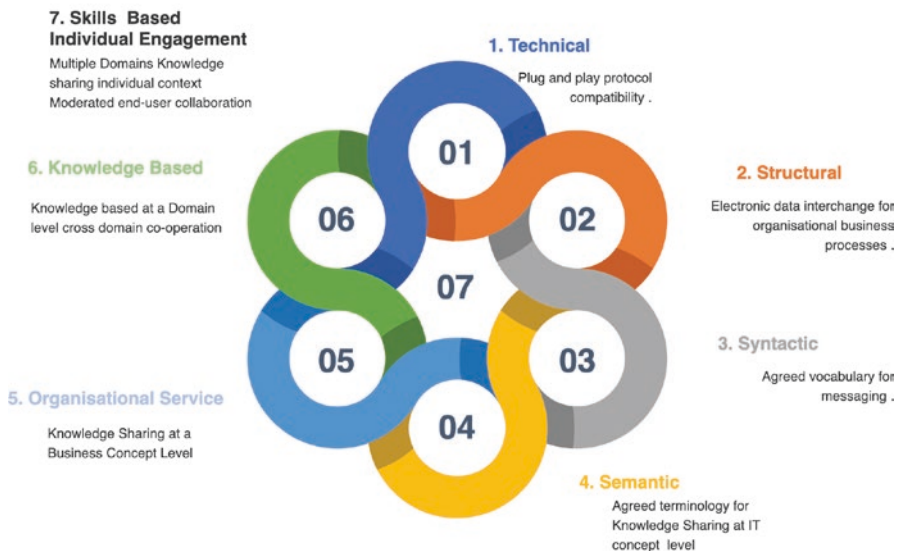 7. Skills Based
Individual Engagement
Multiple Domains Knowledge
sharing individual context
Moderated end-user collaboration
1. Technical
Plug and play protocol
compatibility .
01
6. Knowledge Based
Knowledge based at a Domain
level cross domain co-operation
06
02
2. Structural
Electronic data interchange for
organisational business
processes .
07
05
03
3. Syntactic
Agreed vocabulary for
messaging .
5. Organisational Service
Knowledge Sharing at a
Business Concept Level
04
4. Semantic
Agreed terminology for
Knowledge Sharing at IT
concept level